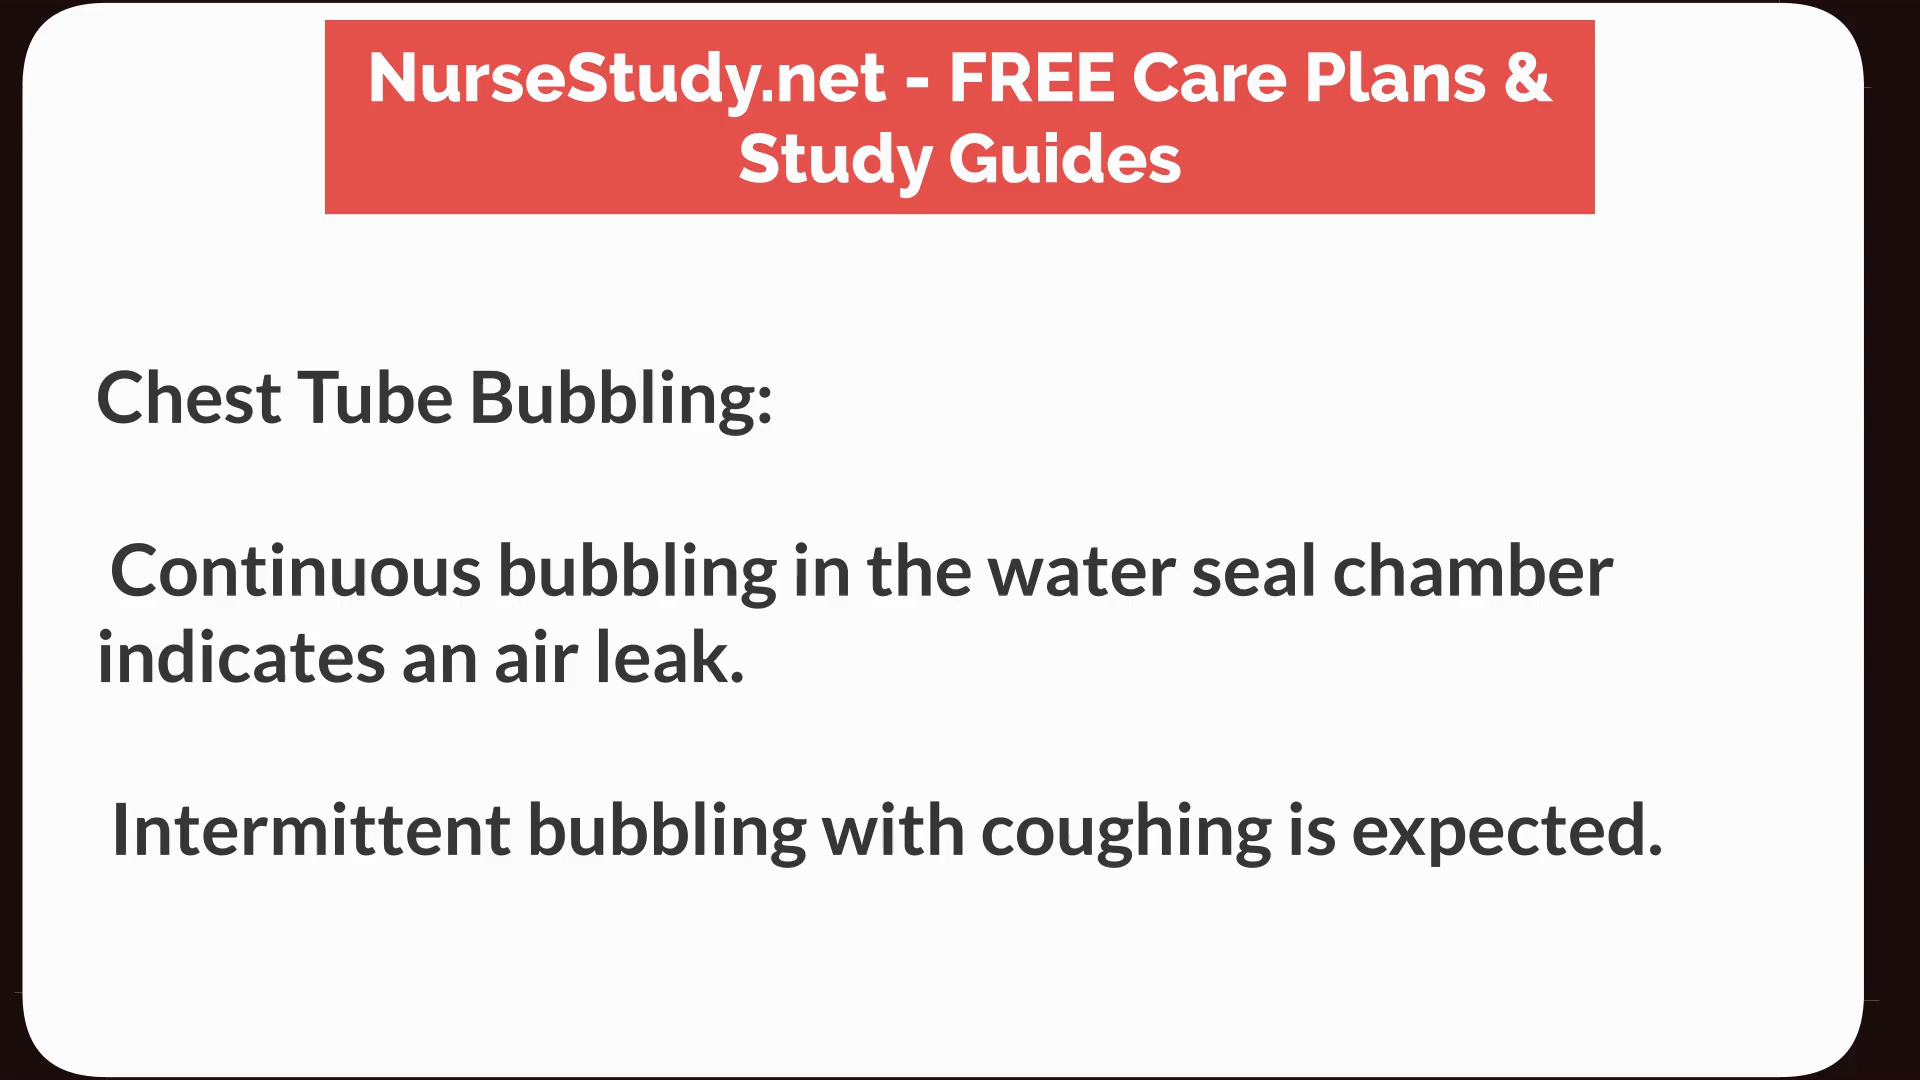 NurseStudy.net - FREE Care Plans &
Study Guides
Chest Tube Bubbling:
Continuous bubbling in the water seal chamber
indicates an air leak.
Intermittent bubbling with coughing is expected.